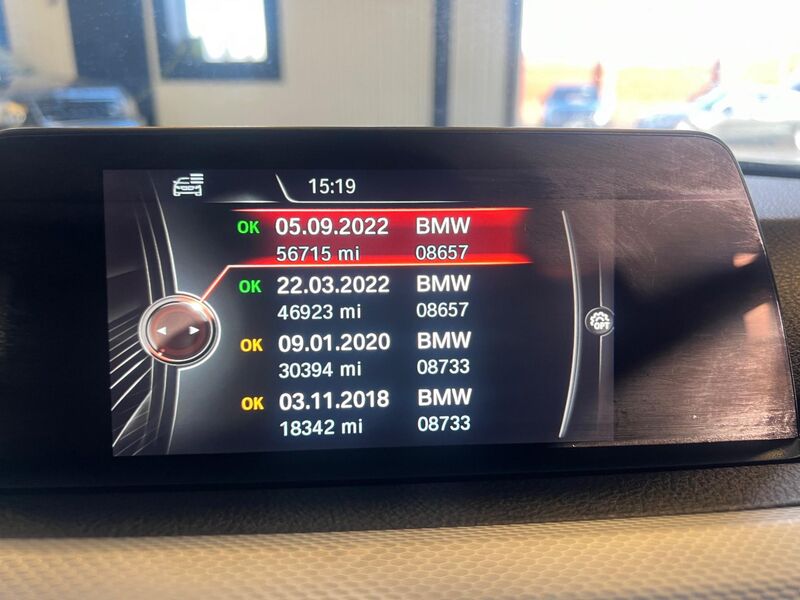 15:19
OK 05.09.2022 BMW
56715 mi 08657
OK 22.03.2022 BMW
46923 mi 08657
OK 09.01.2020 BMW
30394 mi 08733
OK 03.11.2018 BMW
18342 mi 08733
OPT